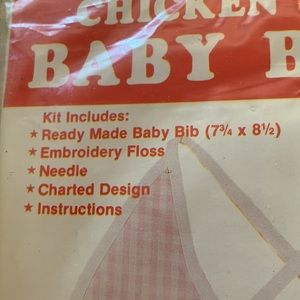 CHICKEN
BABY B
Kit Includes:
★ Ready Made Baby Bib (7¾ x 8½)
★ Embroidery Floss
★ Needle
★ Charted Design
★ Instructions